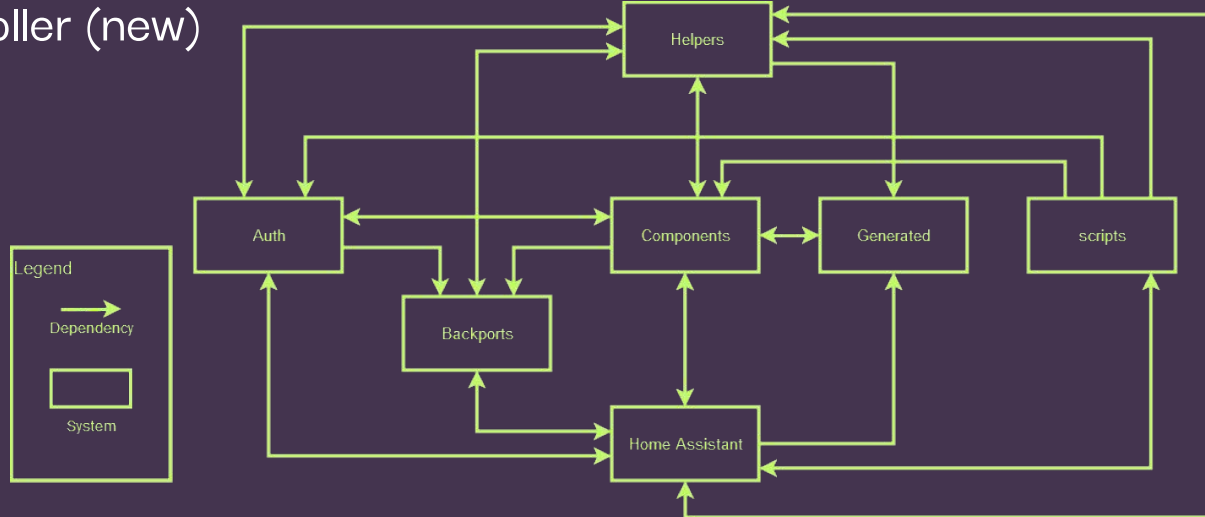 oller (new)
Helpers
Auth
Components
Generated
scripts
Legend
Dependency
Backports
System
Home Assistant